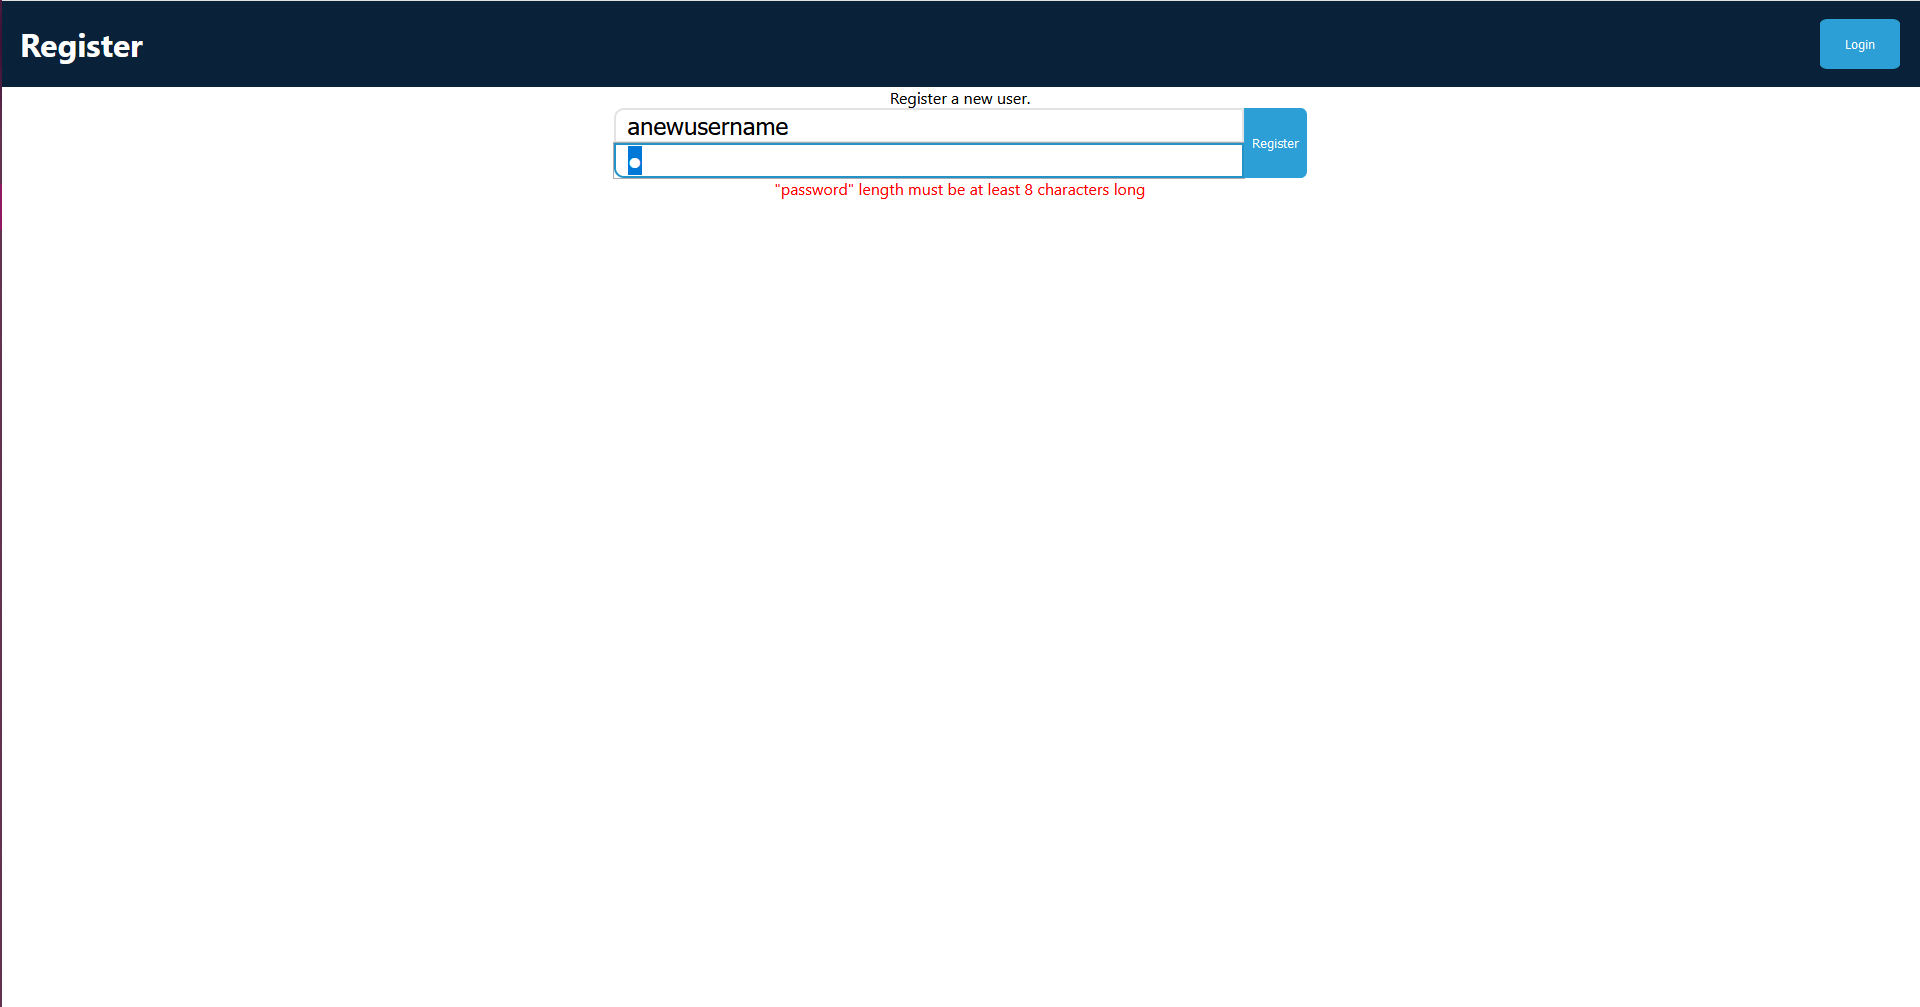 Register
Login
Register a new user.
anewusername
Register
●
"password" length must be at least 8 characters long